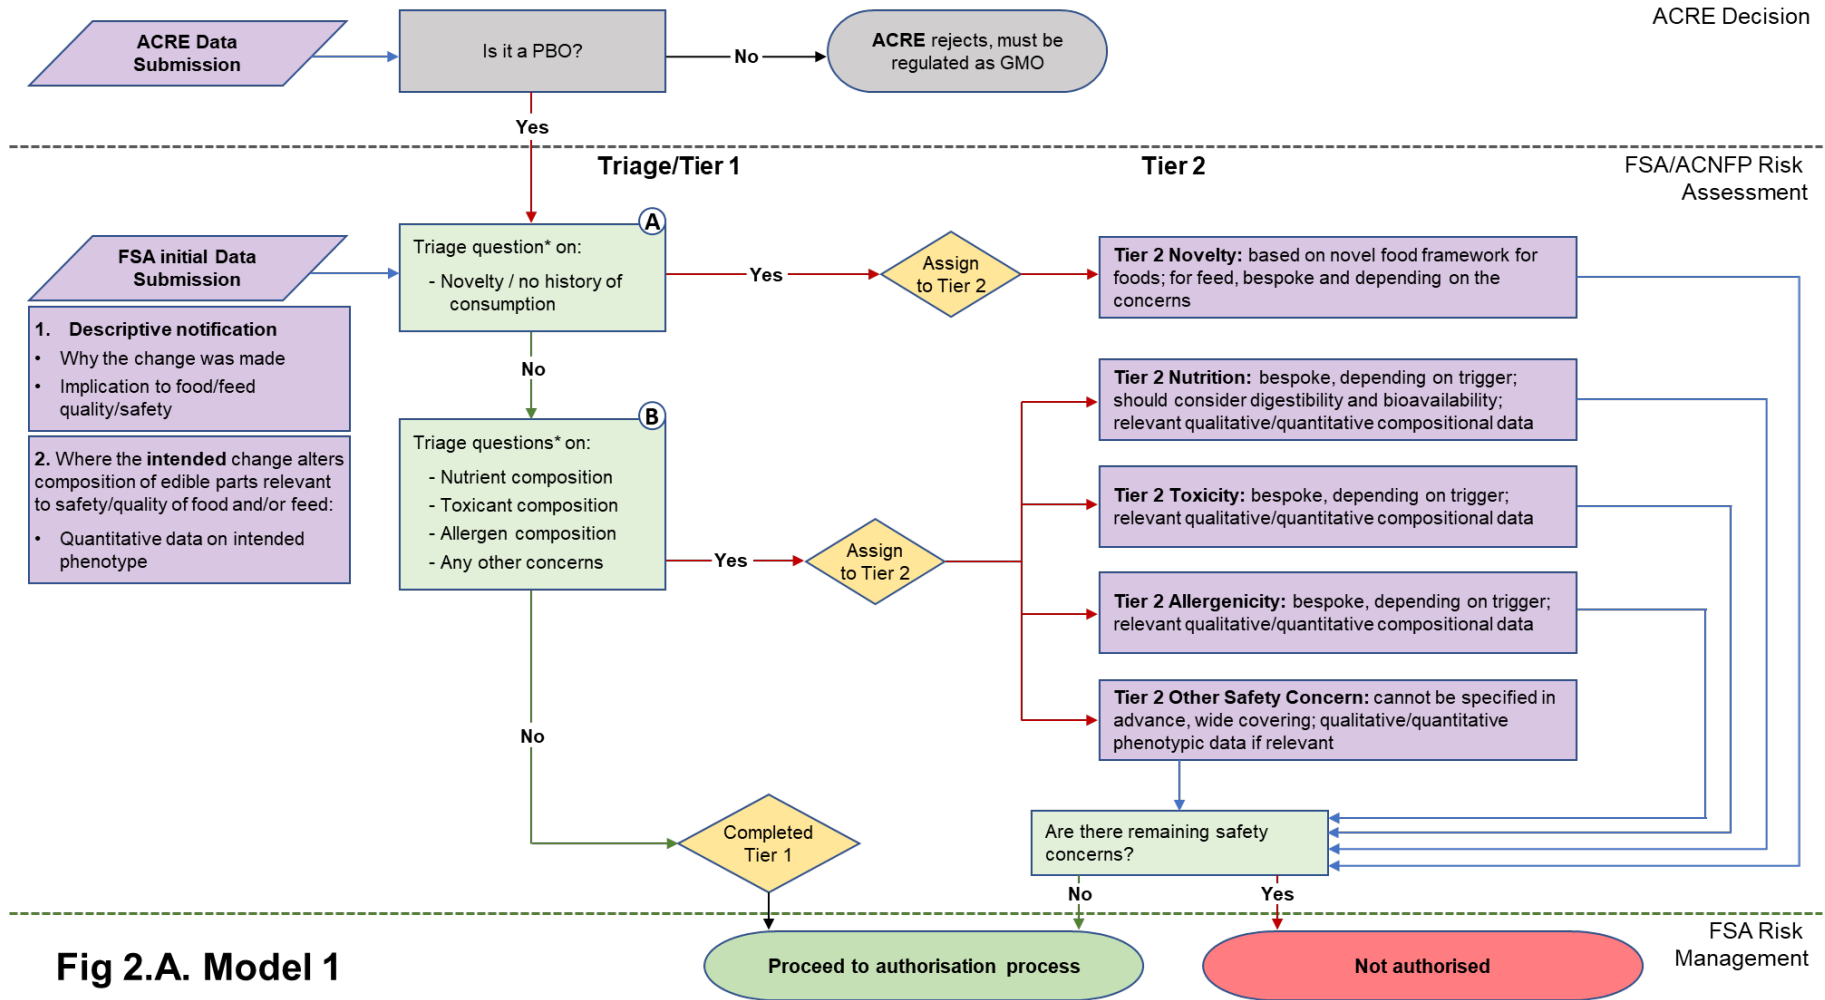 ACRE Decision
ACRE Data
Submission
Is it a PBO?
No
ACRE rejects, must be
regulated as GMO
Yes
Triage/Tier 1
Tier 2
FSA/ACNFP Risk
Assessment
A
Triage question* on:
- Novelty / no history of
consumption
FSA initial Data
Submission
Yes
Assign
to Tier 2
Tier 2 Novelty: based on novel food framework for
foods; for feed, bespoke and depending on the
concerns
1. Descriptive notification
• Why the change was made
• Implication to food/feed
quality/safety
No
2. Where the intended change alters
composition of edible parts relevant
to safety/quality of food and/or feed:
• Quantitative data on intended
phenotype
B
Triage questions* on:
- Nutrient composition
- Toxicant composition
- Allergen composition
- Any other concerns
Yes
Assign
to Tier 2
Tier 2 Nutrition: bespoke, depending on trigger;
should consider digestibility and bioavailability;
relevant qualitative/quantitative compositional data
Tier 2 Toxicity: bespoke, depending on trigger;
relevant qualitative/quantitative compositional data
Tier 2 Allergenicity: bespoke, depending on trigger;
relevant qualitative/quantitative compositional data
Tier 2 Other Safety Concern: cannot be specified in
advance, wide covering; qualitative/quantitative
phenotypic data if relevant
No
Completed
Tier 1
Are there remaining safety
concerns?
No
Yes
FSA Risk
Management
Fig 2.A. Model 1
Proceed to authorisation process
Not authorised